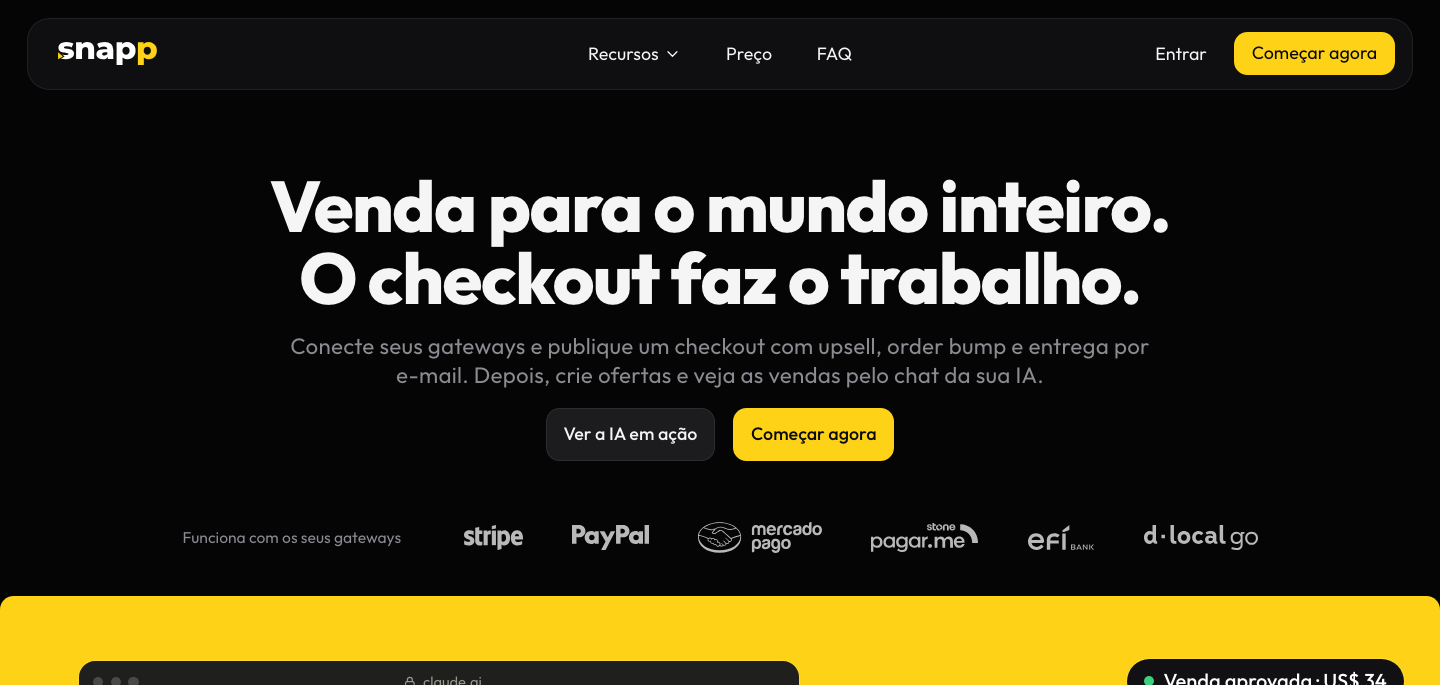 snapp
Recursos
Preço
FAQ
Entrar
Começar agora
Venda para o mundo inteiro.
O checkout faz o trabalho.
Conecte seus gateways e publique um checkout com upsell, order bump e entrega por
e-mail. Depois, crie ofertas e veja as vendas pelo chat da sua IA.
Ver a IA em ação
Começar agora
Funciona com os seus gateways
stripe
PayPal
mercado
pago
stone
pagar.me
efí BANK
d·local go
claude.ai
Venda aprovada · US$ 34